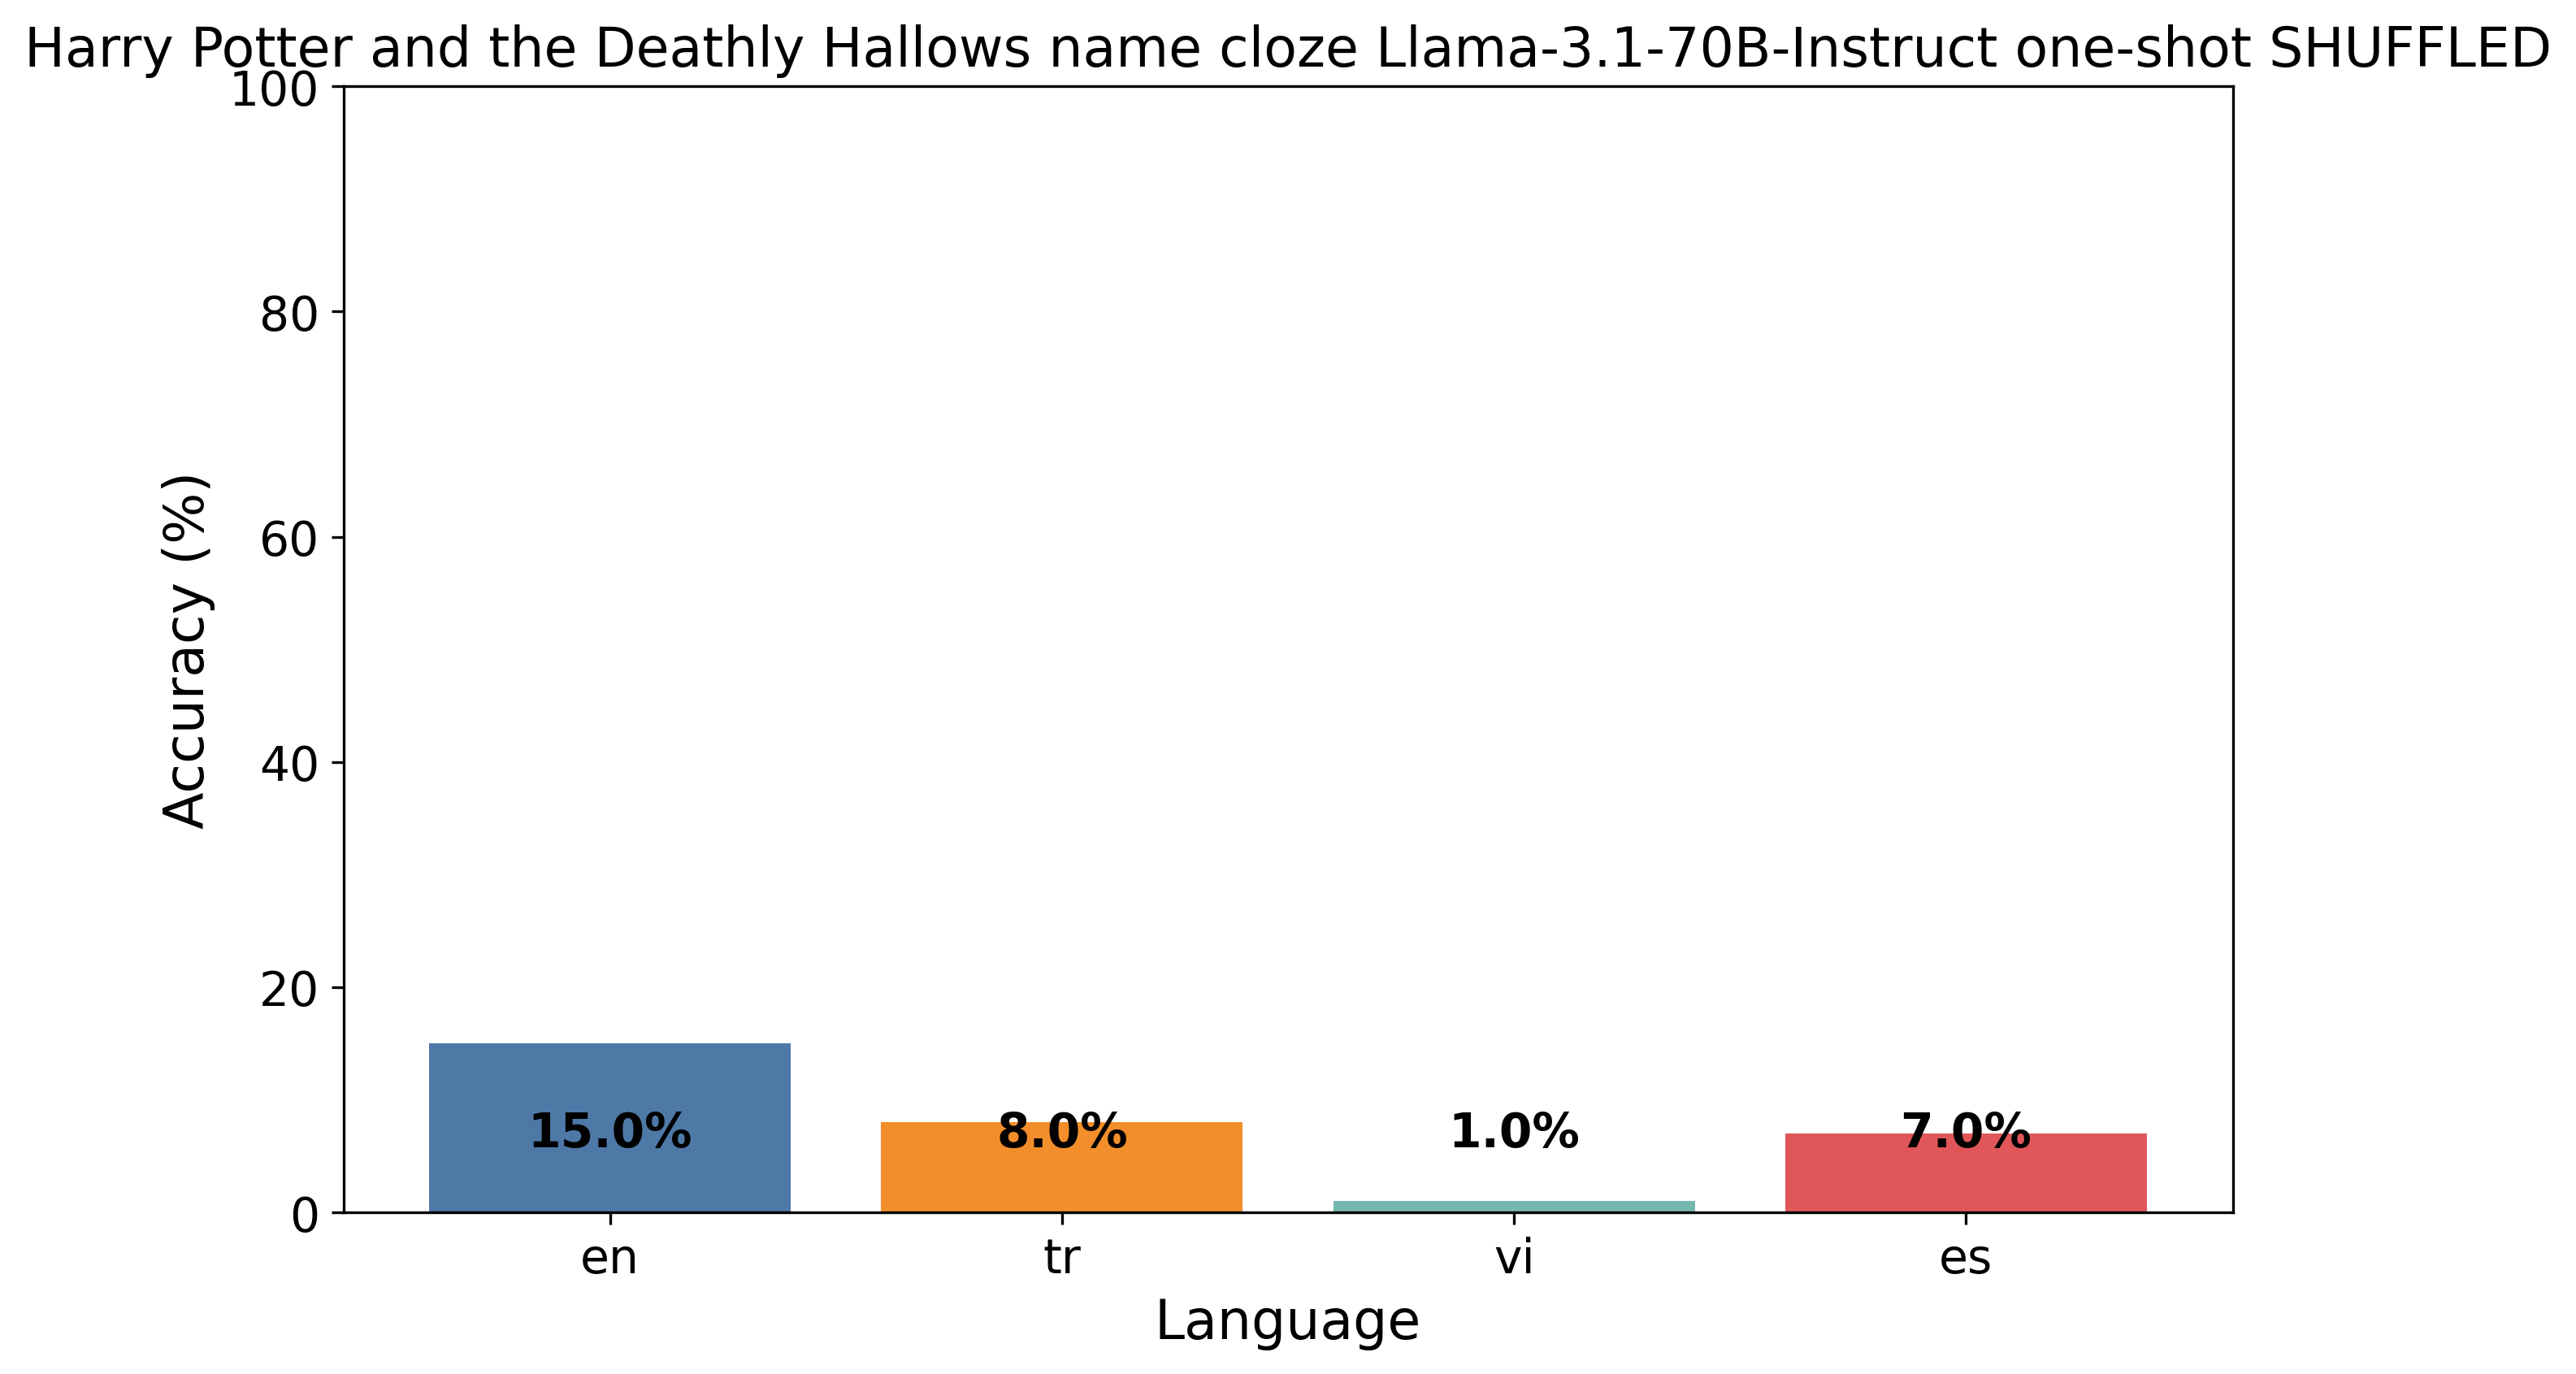 Harry Potter and the Deathly Hallows name cloze Llama-3.1-70B-Instruct one-shot SHUFFLED
100
80
60
40
20
0
Accuracy (%)
15.0%
8.0%
1.0%
7.0%
en
tr
vi
es
Language